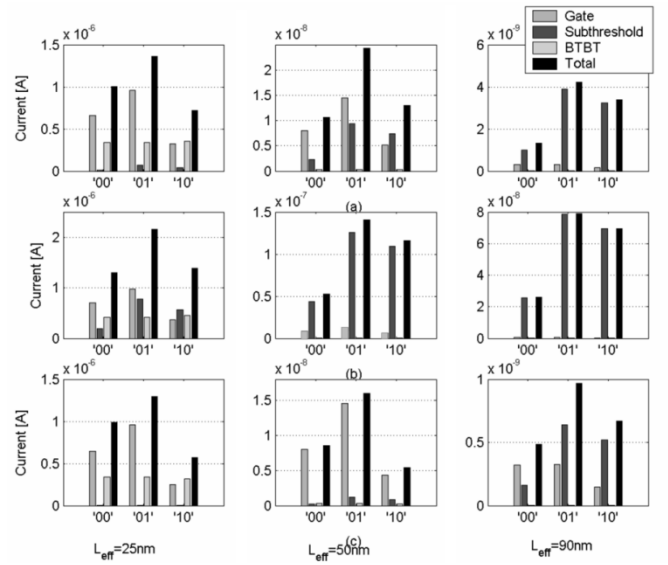 Gate
Subthreshold
BTBT
Total
x 10^-6
x 10^-8
x 10^-9
Current [A]
1.5
1
0.5
0
2
1.5
1
0.5
0
6
4
2
0
'00' '01' '10'
'00' '01' '10'
'00' '01' '10'
(a)
x 10^-6
x 10^-7
x 10^-8
Current [A]
2
1
0
1.5
1
0.5
0
8
6
4
2
0
'00' '01' '10'
'00' '01' '10'
'00' '01' '10'
(b)
x 10^-6
x 10^-8
x 10^-9
Current [A]
1.5
1
0.5
0
1.5
1
0.5
0
1
0.5
0
'00' '01' '10'
'00' '01' '10'
'00' '01' '10'
(c)
Leff=25nm
Leff=50nm
Leff=90nm